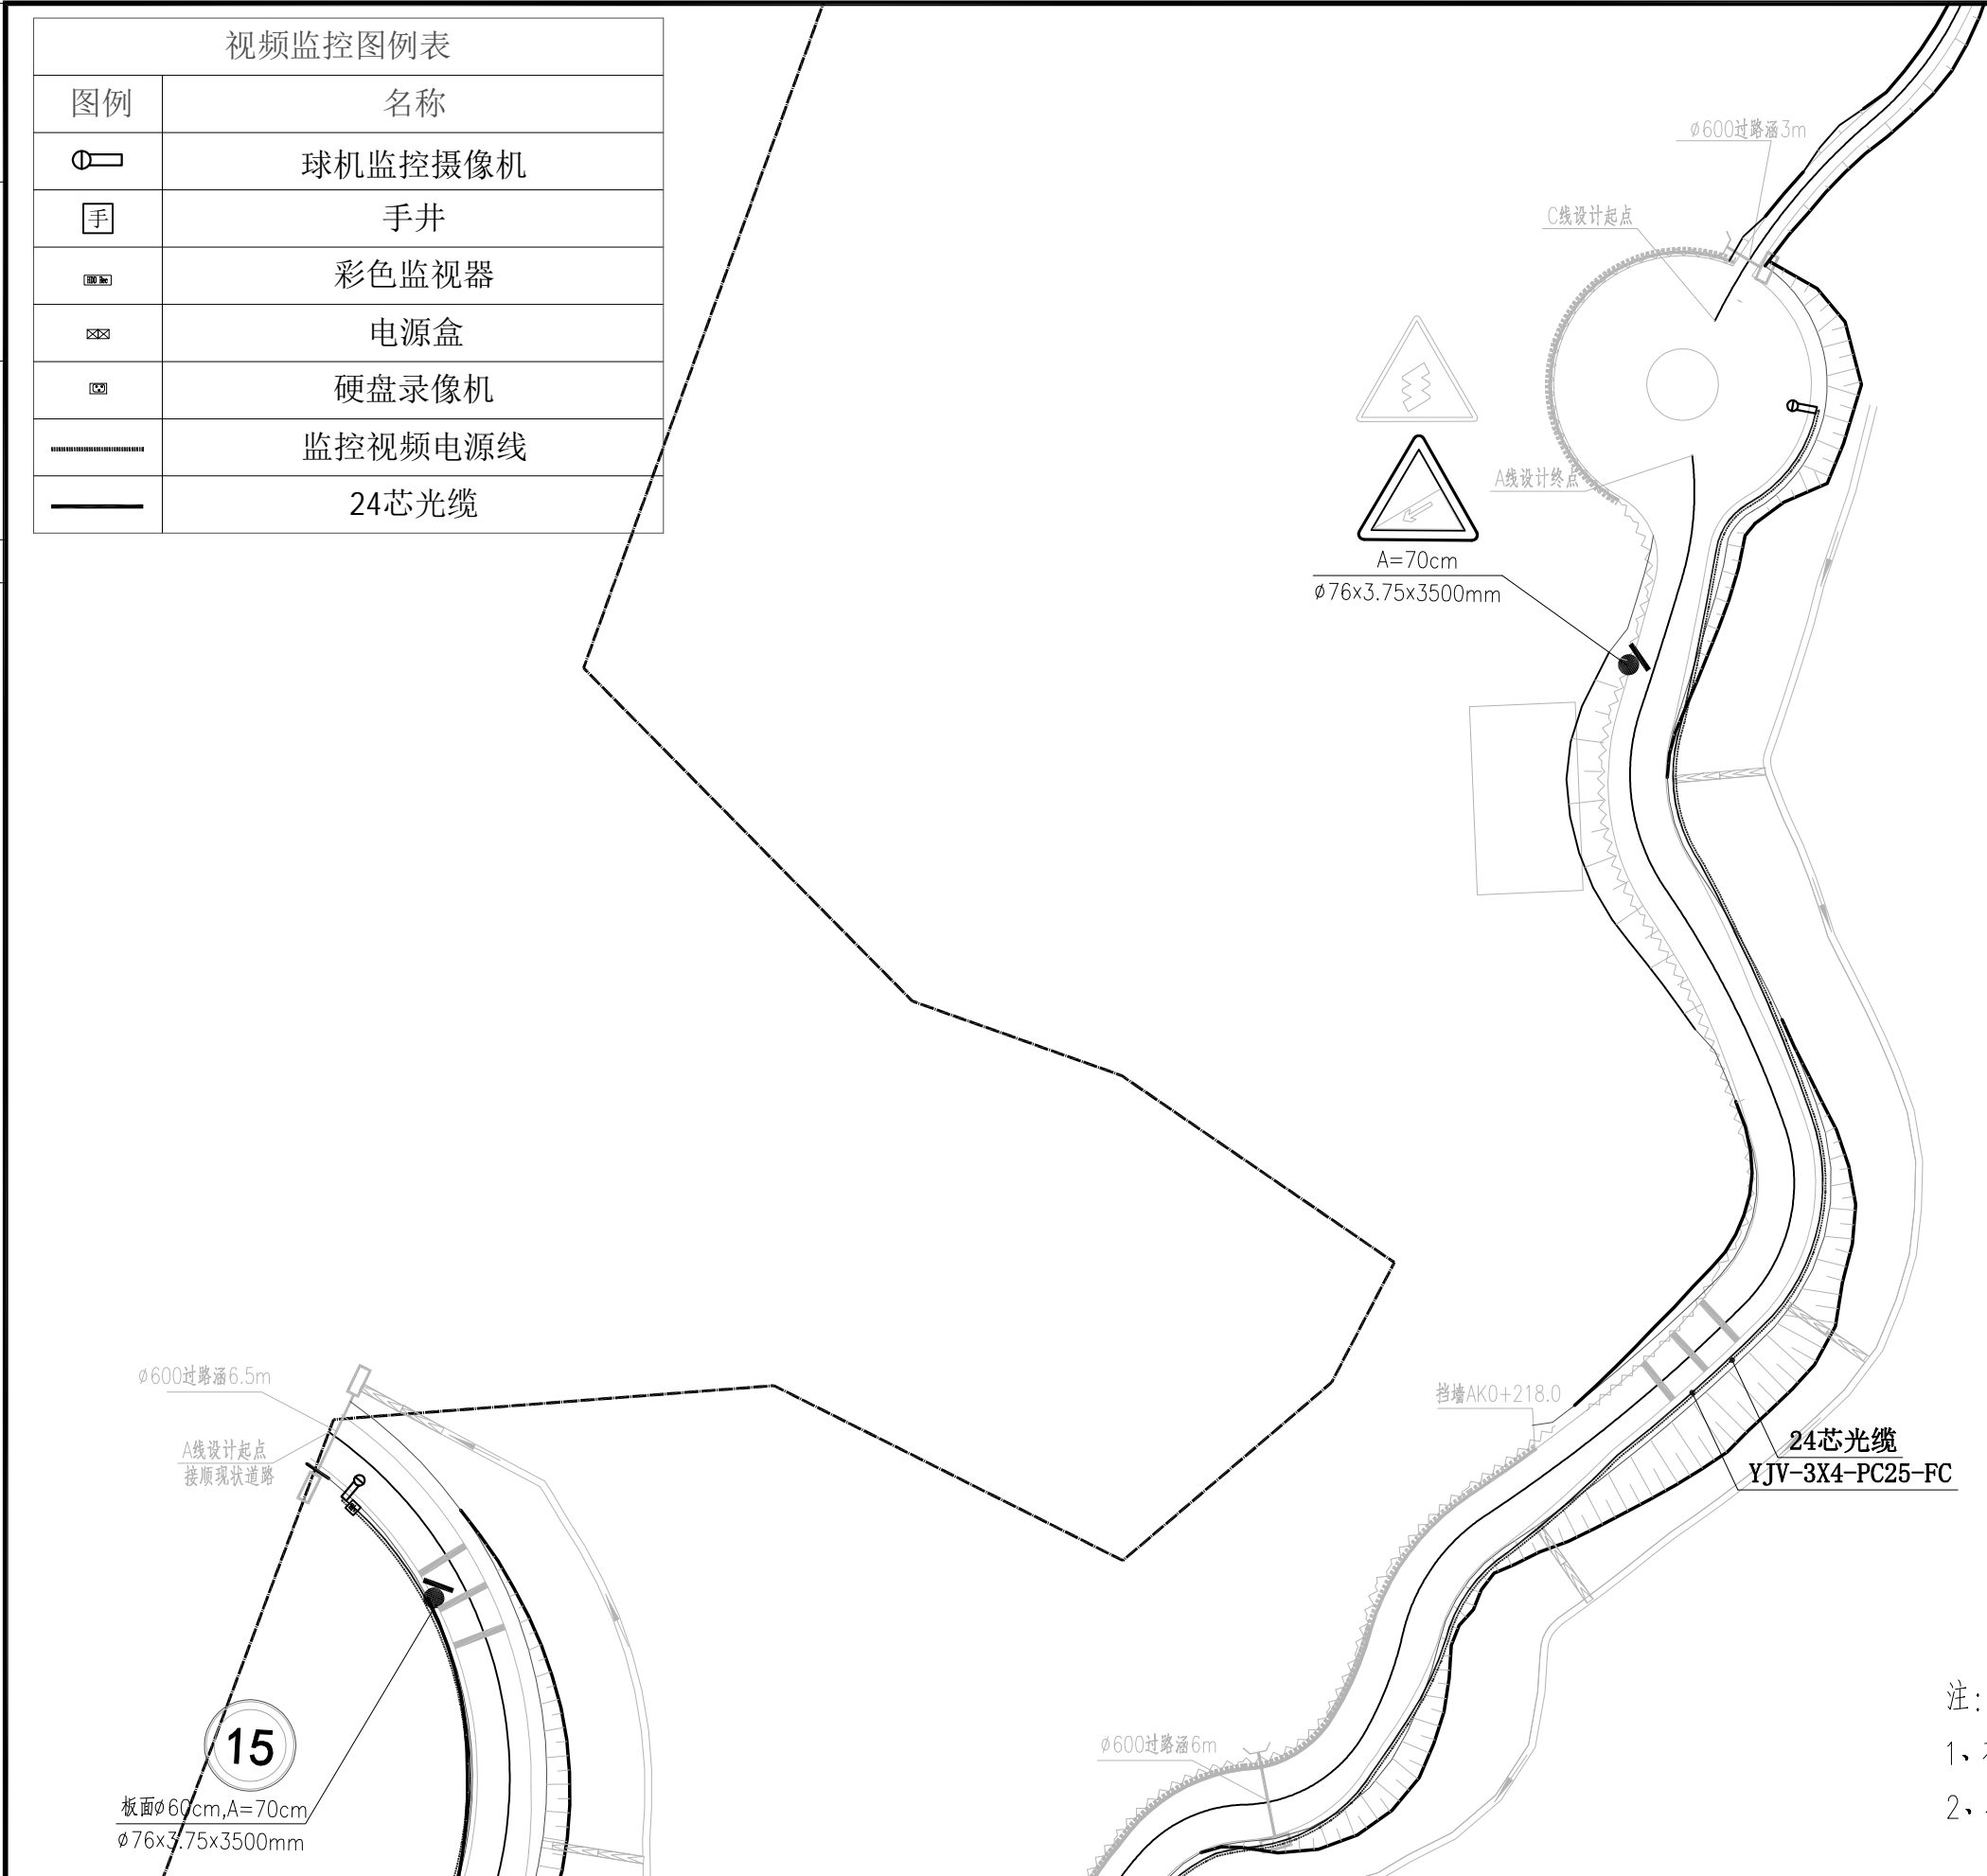 视频监控图例表
图例 名称
球机监控摄像机
手 手井
彩色监视器
电源盒
硬盘录像机
监控视频电源线
24芯光缆
ø600过路涵3m
C线设计起点
A线设计终点
A=70cm
ø76x3.75x3500mm
ø600过路涵6.5m
A线设计起点
接顺现状道路
挡墙AK0+218.0
24芯光缆
YJV-3X4-PC25-FC
15
板面ø60cm,A=70cm
ø76x3.75x3500mm
ø600过路涵6m
注:
1、
2、